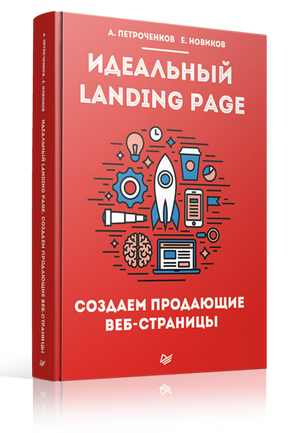 А. ПЕТРОЧЕНКОВ Е. НОВИКОВ
ИДЕАЛЬНЫЙ
LANDING PAGE
СОЗДАЕМ ПРОДАЮЩИЕ
ВЕБ-СТРАНИЦЫ
А. ПЕТРОЧЕНКОВ Е. НОВИКОВ
ИДЕАЛЬНЫЙ LANDING PAGE СОЗДАЕМ ПРОДАЮЩИЕ ВЕБ-СТРАНИЦЫ